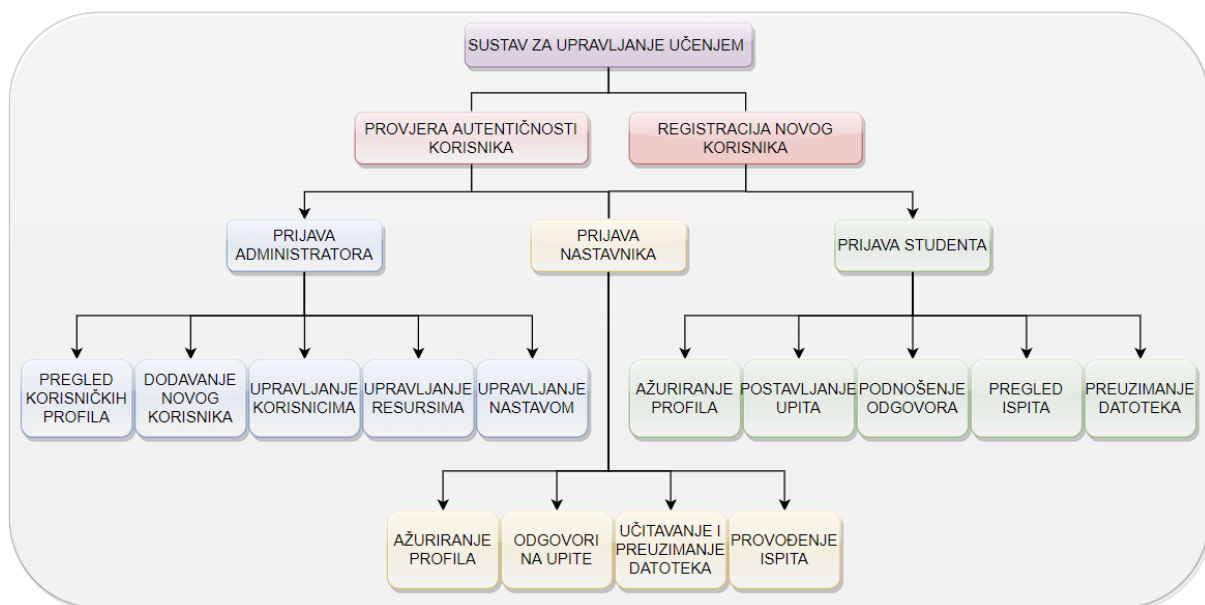 SUSTAV ZA UPRAVLJANJE UČENJEM
PROVJERA AUTENTIČNOSTI
KORISNIKA
REGISTRACIJA NOVOG
KORISNIKA
PRIJAVA
ADMINISTRATORA
PRIJAVA
NASTAVNIKA
PRIJAVA STUDENTA
PREGLED
KORISNIČKIH
PROFILA
DODAVANJE
NOVOG
KORISNIKA
UPRAVLJANJE
KORISNICIMA
UPRAVLJANJE
RESURSIMA
UPRAVLJANJE
NASTAVOM
AŽURIRANJE
PROFILA
POSTAVLJANJE
UPITA
PODNOŠENJE
ODGOVORA
PREGLED
ISPITA
PREUZIMANJE
DATOTEKA
AŽURIRANJE
PROFILA
ODGOVORI
NA UPITE
UČITAVANJE I
PREUZIMANJE
DATOTEKA
PROVOĐENJE
ISPITA